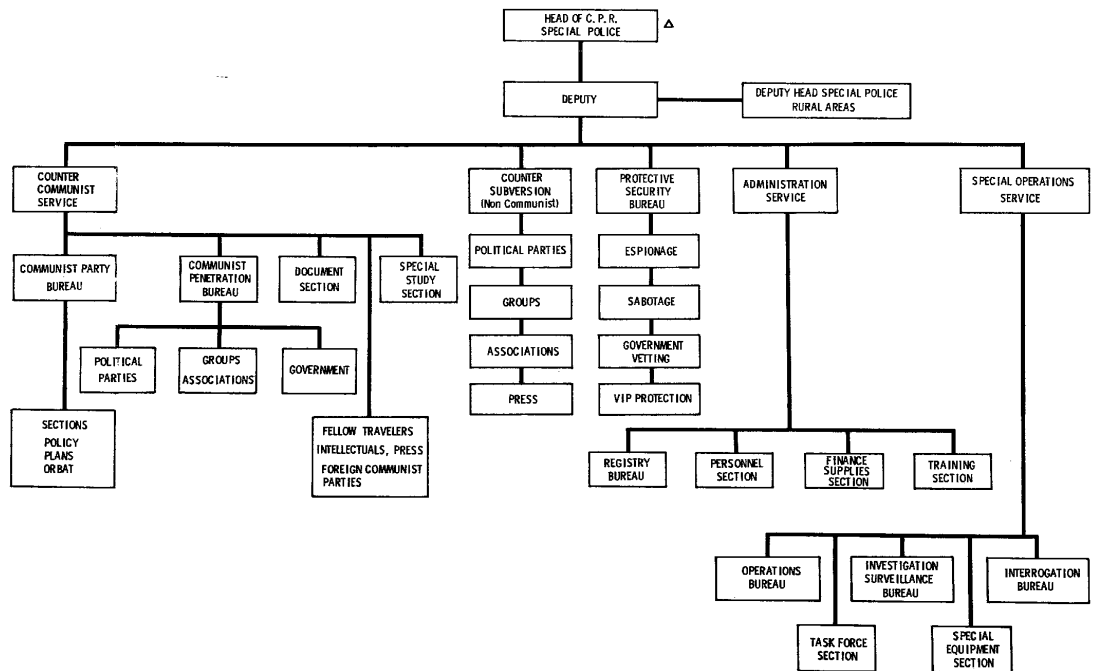 HEAD OF C. P. R.
SPECIAL POLICE
Δ
DEPUTY
DEPUTY HEAD SPECIAL POLICE
RURAL AREAS
COUNTER
COMMUNIST
SERVICE
COUNTER
SUBVERSION
(Non Communist)
PROTECTIVE
SECURITY
BUREAU
ADMINISTRATION
SERVICE
SPECIAL OPERATIONS
SERVICE
COMMUNIST PARTY
BUREAU
COMMUNIST
PENETRATION
BUREAU
DOCUMENT
SECTION
SPECIAL
STUDY
SECTION
POLITICAL PARTIES
ESPIONAGE
GROUPS
SABOTAGE
POLITICAL
PARTIES
GROUPS
ASSOCIATIONS
GOVERNMENT
ASSOCIATIONS
GOVERNMENT
VETTING
PRESS
VIP PROTECTION
SECTIONS
POLICY
PLANS
ORBAT
FELLOW TRAVELERS
INTELLECTUALS, PRESS
FOREIGN COMMUNIST
PARTIES
REGISTRY
BUREAU
PERSONNEL
SECTION
FINANCE
SUPPLIES
SECTION
TRAINING
SECTION
OPERATIONS
BUREAU
INVESTIGATION
SURVEILLANCE
BUREAU
INTERROGATION
BUREAU
TASK FORCE
SECTION
SPECIAL
EQUIPMENT
SECTION